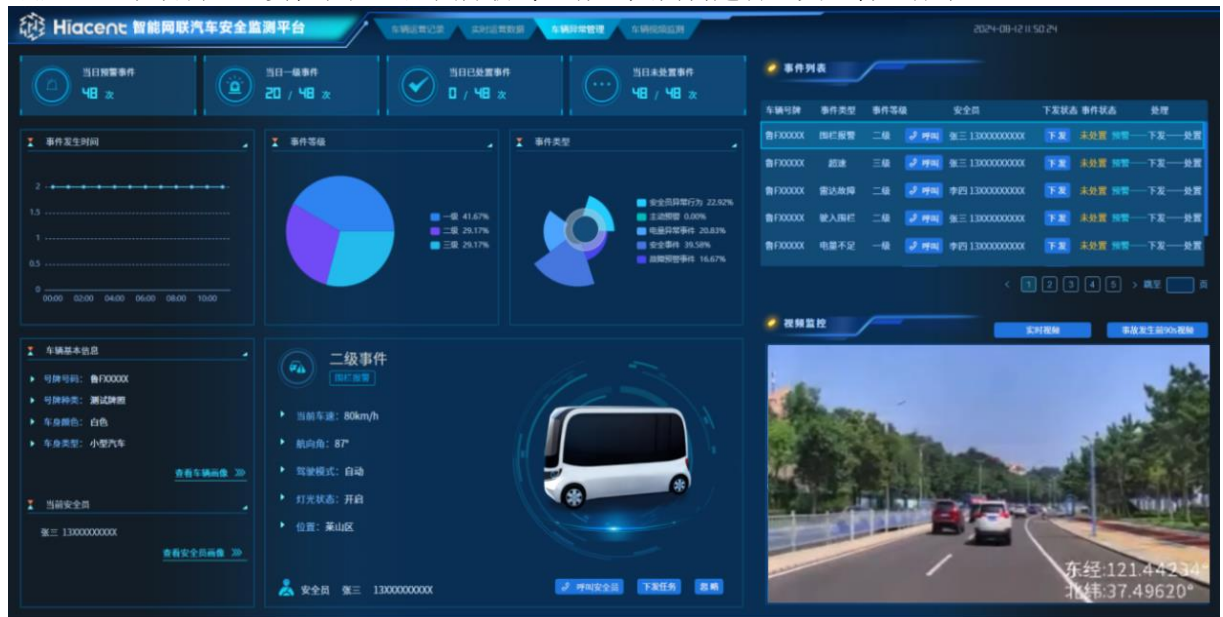 Hiacent 智能网联汽车安全监测平台
车辆运营记录 实时运营数据 车辆异常管理 车辆视频监测
2024-08-12 11:50:24
当日预警事件
48 次
当日一级事件
20 / 48 次
当日已处置事件
0 / 48 次
当日未处置事件
48 / 48 次
事件发生时间
2
1.5
1
0.5
0
00:00 02:00 04:00 06:00 08:00 10:00
事件等级
一级 41.67%
二级 29.17%
三级 29.17%
事件类型
安全员异常行为 22.92%
主动预警 0.00%
电量异常事件 20.83%
安全事件 39.58%
故障预警事件 16.67%
事件列表
车辆号牌 事件类型 事件等级 安全员 下发状态 事件状态 处理
鲁FXXXXX 围栏报警 二级 呼叫 张三 13XXXXXXXXX 下发 未处置 预警──下发──处置
鲁FXXXXX 超速 三级 呼叫 张三 13XXXXXXXXX 下发 未处置 预警──下发──处置
鲁FXXXXX 雷达故障 二级 呼叫 李四 13XXXXXXXXX 下发 未处置 预警──下发──处置
鲁FXXXXX 驶入围栏 二级 呼叫 张三 13XXXXXXXXX 下发 未处置 预警──下发──处置
鲁FXXXXX 电量不足 一级 呼叫 李四 13XXXXXXXXX 下发 未处置 预警──下发──处置
< 1 2 3 4 5 > 跳至 页
车辆基本信息
号牌号码: 鲁FXXXXX
号牌种类: 测试牌照
车身颜色: 白色
车身类型: 小型汽车
查看车辆画像
当前安全员
张三 13XXXXXXXXX
查看安全员画像
二级事件
围栏报警
当前车速: 80km/h
航向角: 87°
驾驶模式: 自动
灯光状态: 开启
位置: 莱山区
安全员 张三 13XXXXXXXXX
呼叫安全员 下发任务 忽略
视频监控
实时视频 事故发生前90s视频
东经:121.44234°
北纬:37.49620°